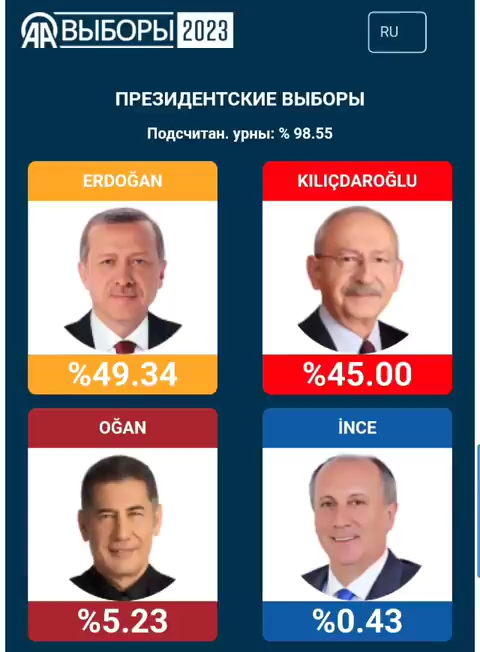 AA ВЫБОРЫ 2023
RU
ПРЕЗИДЕНТСКИЕ ВЫБОРЫ
Подсчитан. урны: % 98.55
ERDOĞAN
KILIÇDAROĞLU
%49.34
%45.00
OĞAN
İNCE
%5.23
%0.43